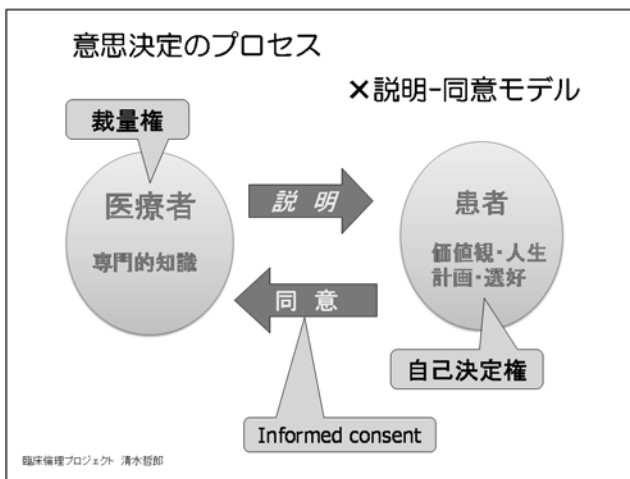 意思決定のプロセス
×説明-同意モデル
裁量権
医療者
専門的知識
説 明
患者
価値観・人生
計画・選好
同 意
自己決定権
Informed consent
臨床倫理プロジェクト 清水哲郎